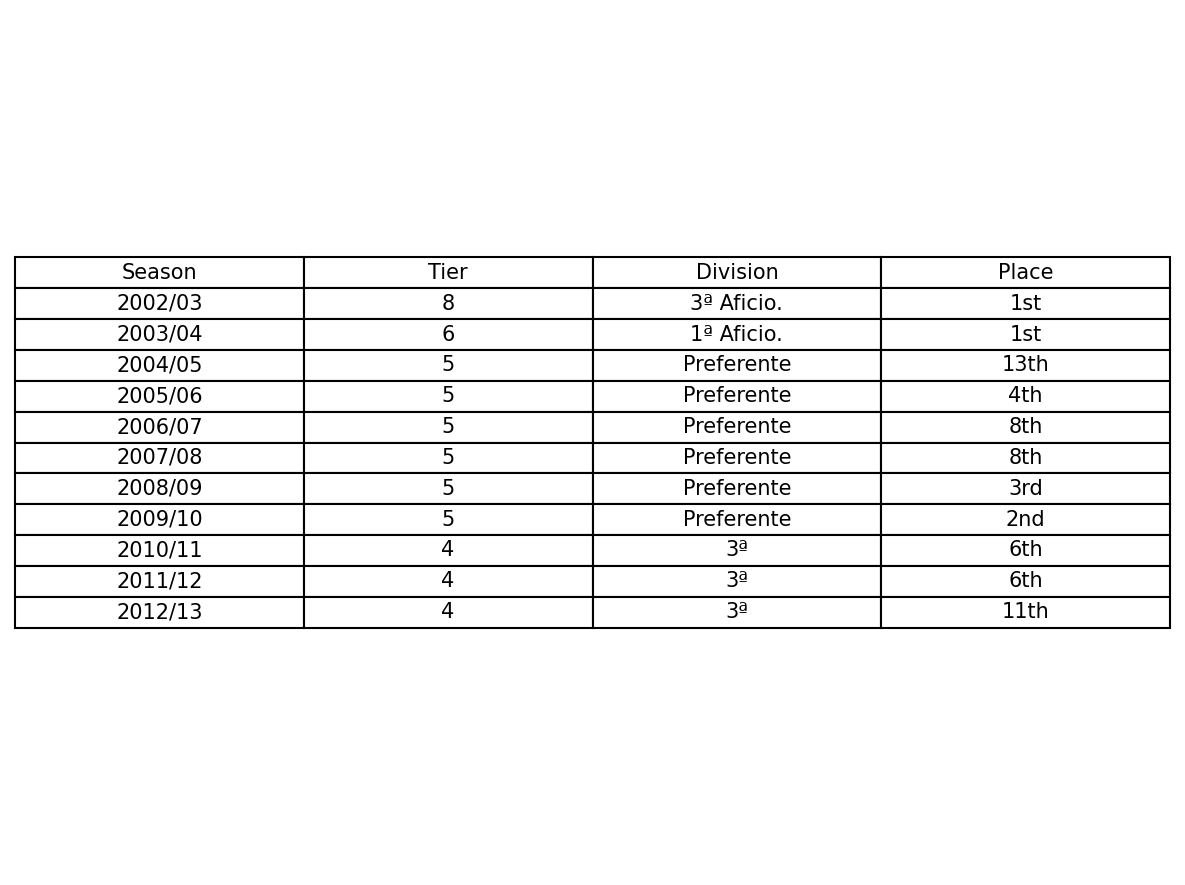 Season Tier Division Place
2002/03 8 3ª Aficio. 1st
2003/04 6 1ª Aficio. 1st
2004/05 5 Preferente 13th
2005/06 5 Preferente 4th
2006/07 5 Preferente 8th
2007/08 5 Preferente 8th
2008/09 5 Preferente 3rd
2009/10 5 Preferente 2nd
2010/11 4 3ª 6th
2011/12 4 3ª 6th
2012/13 4 3ª 11th